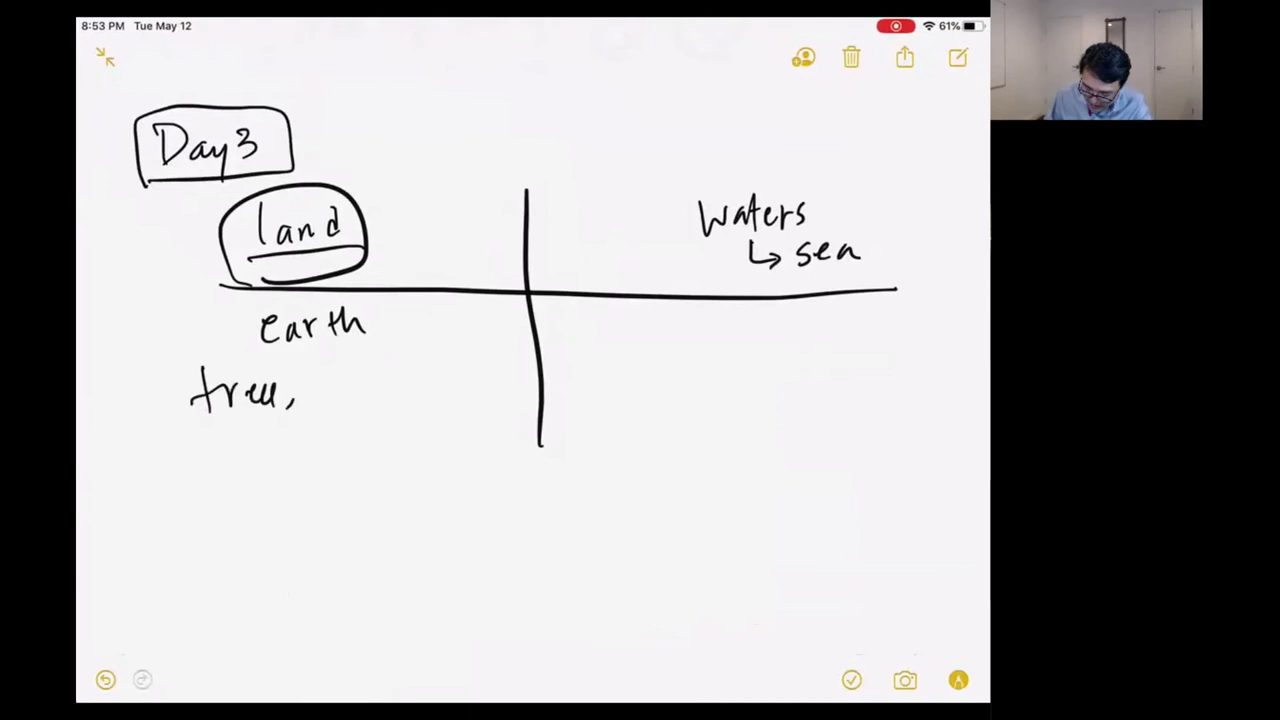 8:53 PM Tue May 12
61%
Day 3
land
waters
↳ sea
earth
tree,